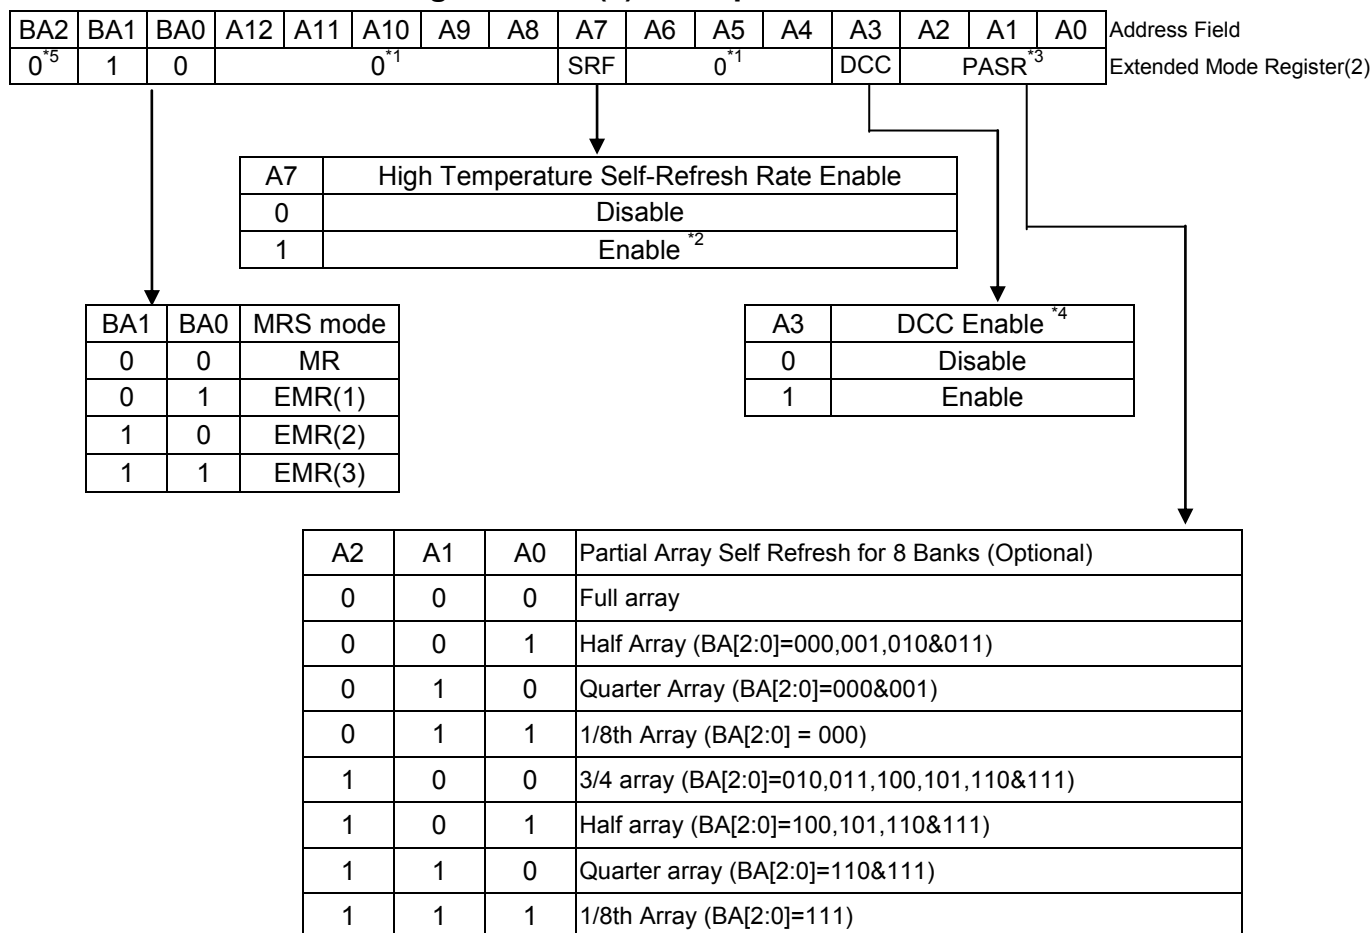 BA2 BA1 BA0 A12 A11 A10 A9 A8 A7 A6 A5 A4 A3 A2 A1 A0 Address Field
0*5 1 0 0*1 SRF 0*1 DCC PASR*3 Extended Mode Register(2)
A7 High Temperature Self-Refresh Rate Enable
0 Disable
1 Enable *2
BA1 BA0 MRS mode
0 0 MR
0 1 EMR(1)
1 0 EMR(2)
1 1 EMR(3)
A3 DCC Enable *4
0 Disable
1 Enable
A2 A1 A0 Partial Array Self Refresh for 8 Banks (Optional)
0 0 0 Full array
0 0 1 Half Array (BA[2:0]=000,001,010&011)
0 1 0 Quarter Array (BA[2:0]=000&001)
0 1 1 1/8th Array (BA[2:0] = 000)
1 0 0 3/4 array (BA[2:0]=010,011,100,101,110&111)
1 0 1 Half array (BA[2:0]=100,101,110&111)
1 1 0 Quarter array (BA[2:0]=110&111)
1 1 1 1/8th Array (BA[2:0]=111)